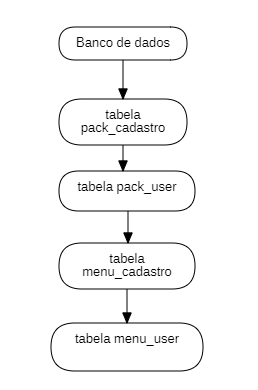 Banco de dados
tabela
pack_cadastro
tabela pack_user
tabela
menu_cadastro
tabela menu_user